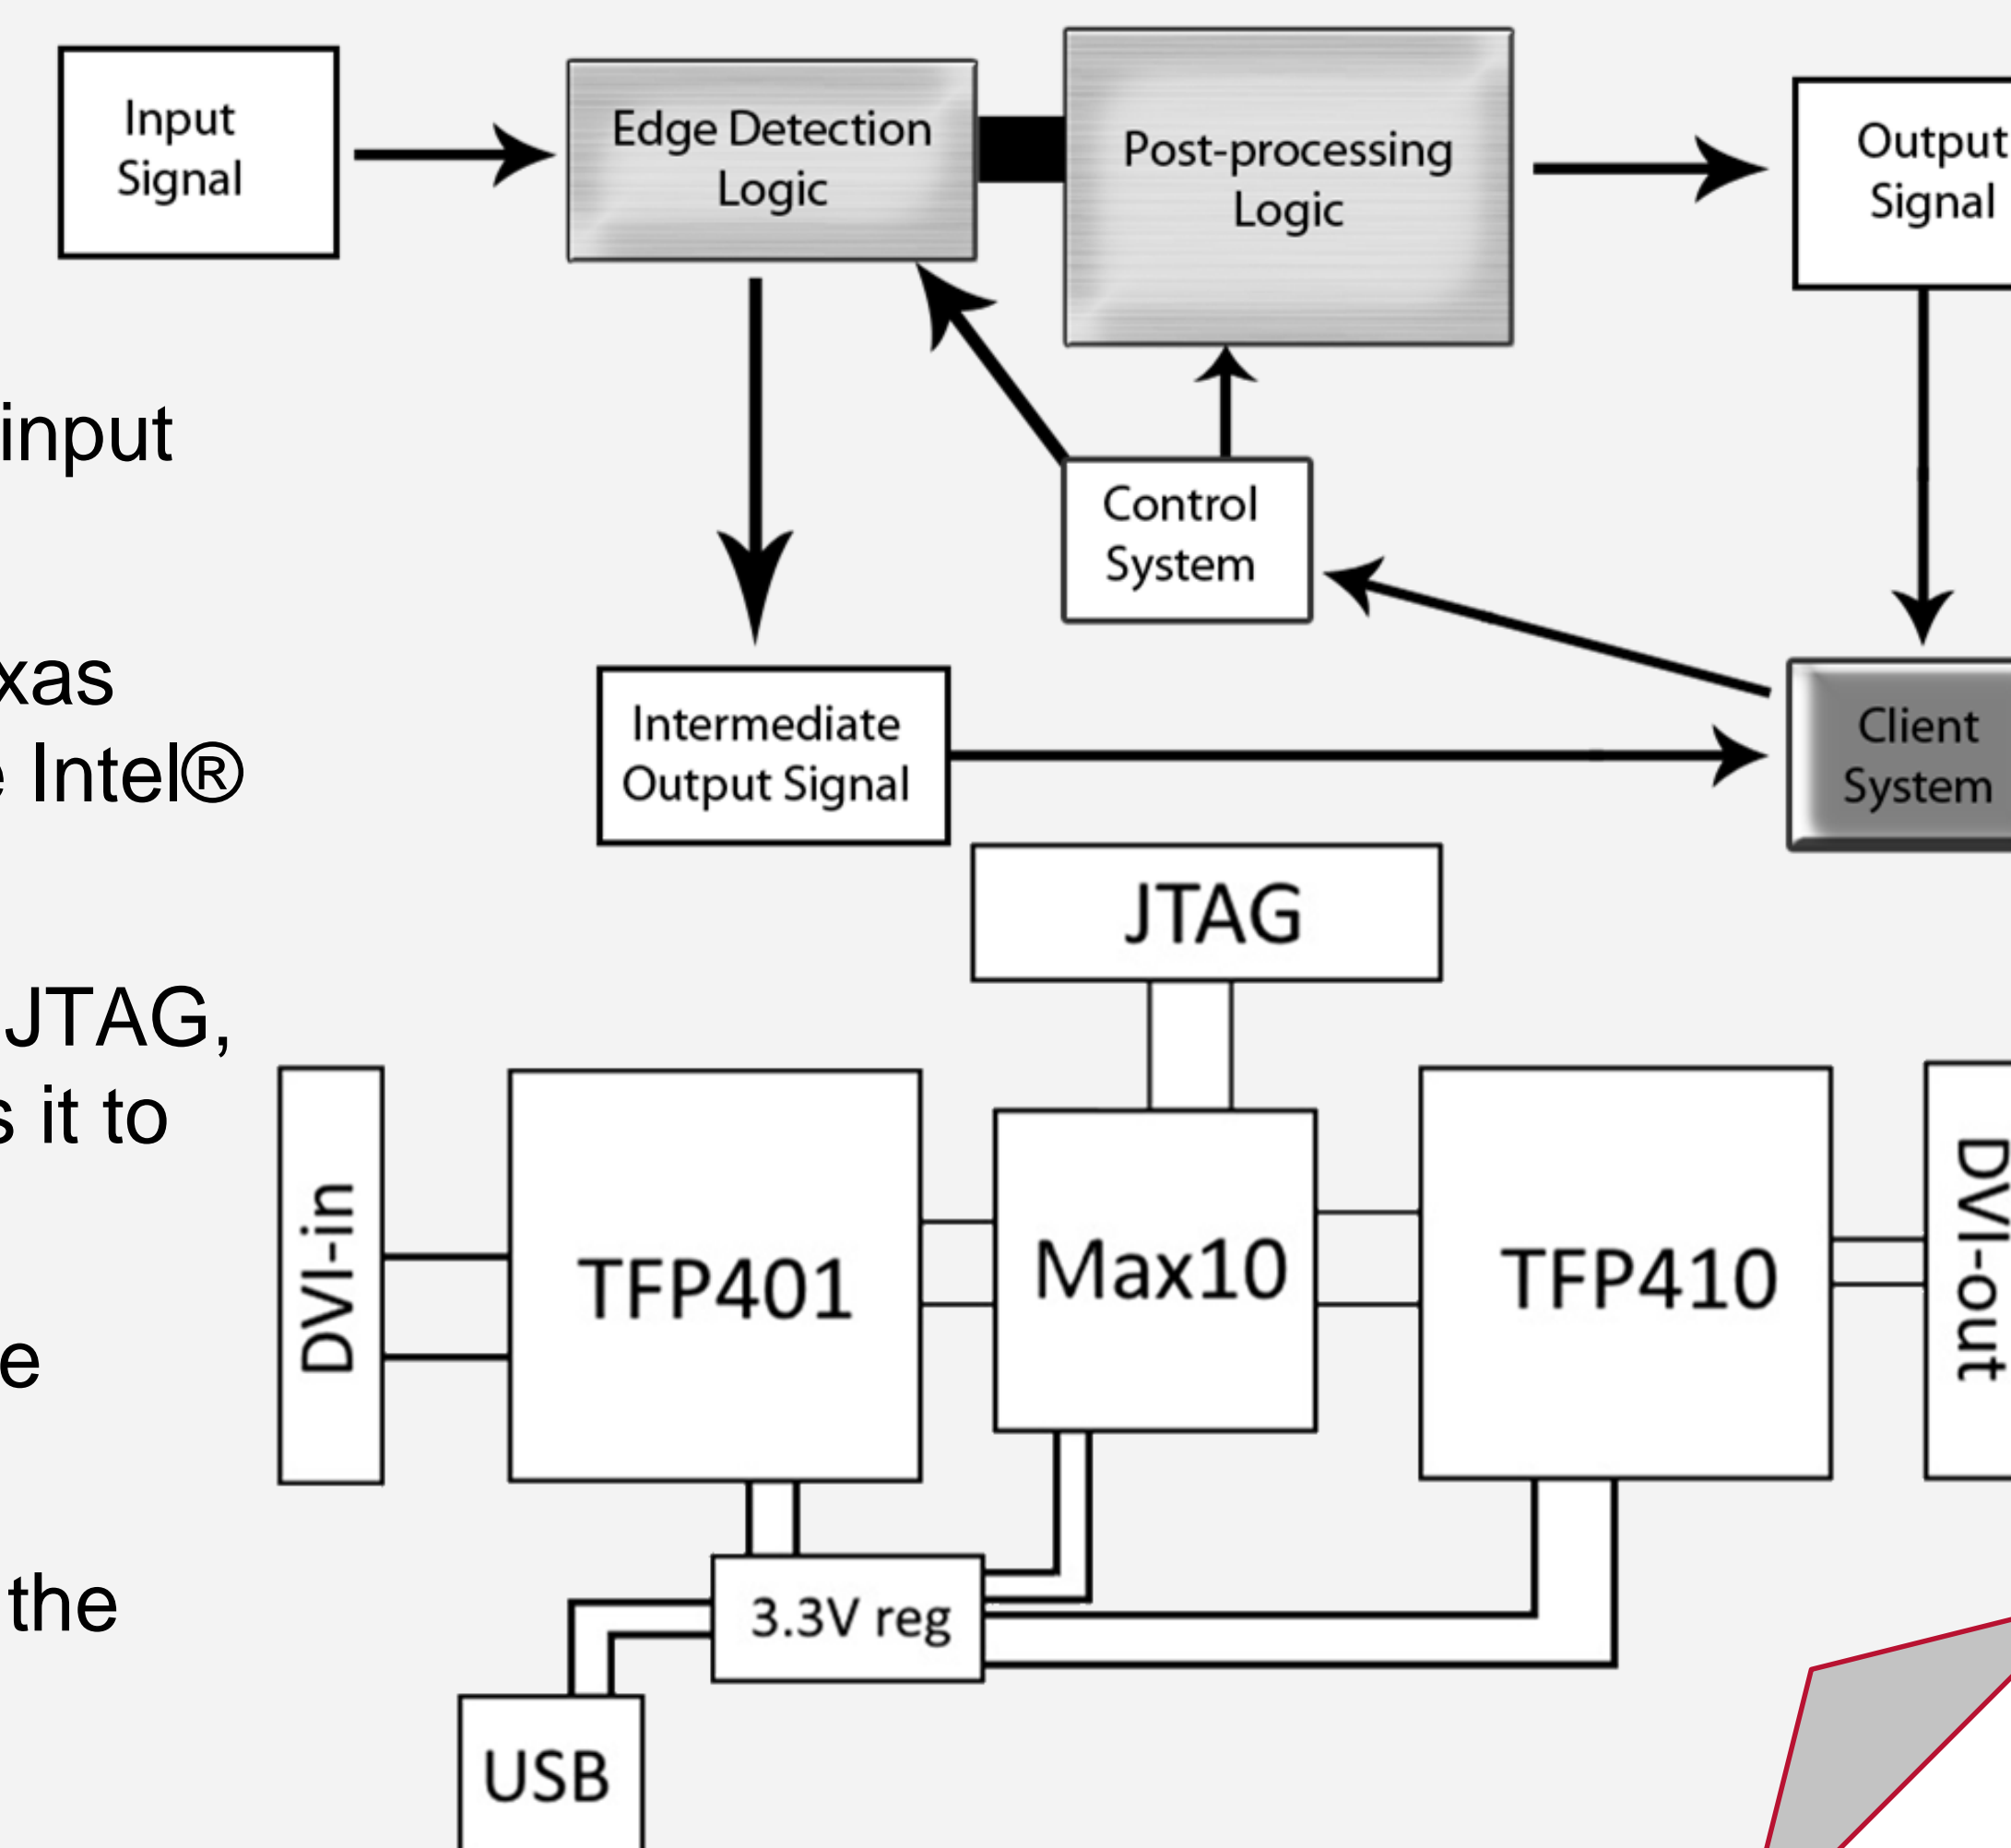 Input
Signal
Edge Detection
Logic
Post-processing
Logic
Output
Signal
Control
System
Intermediate
Output Signal
Client
System
input
Intel®
JTAG,
it to
the
JTAG
DVI-in
TFP401
Max10
TFP410
DVI-out
3.3V reg
USB